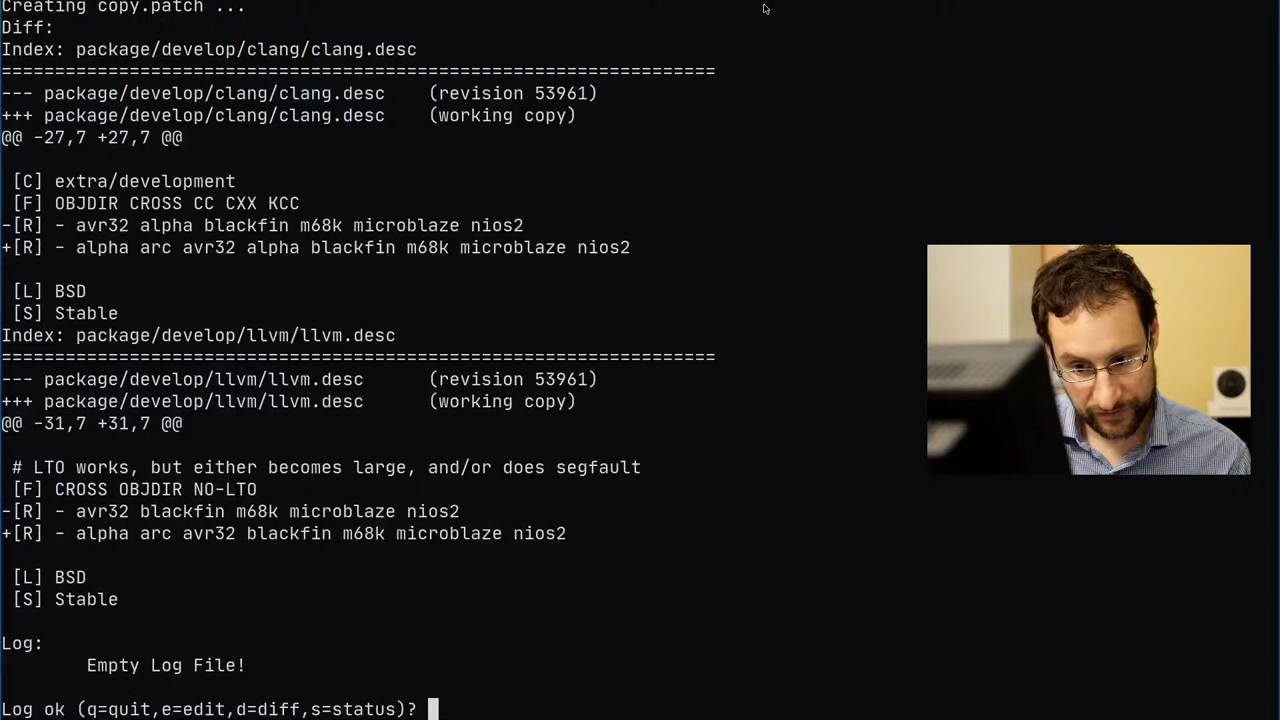 Creating copy.patch ...
Diff:
Index: package/develop/clang/clang.desc
===================================================================
--- package/develop/clang/clang.desc    (revision 53961)
+++ package/develop/clang/clang.desc    (working copy)
@@ -27,7 +27,7 @@
[C] extra/development
[F] OBJDIR CROSS CC CXX KCC
-[R] - avr32 alpha blackfin m68k microblaze nios2
+[R] - alpha arc avr32 alpha blackfin m68k microblaze nios2
[L] BSD
[S] Stable
Index: package/develop/llvm/llvm.desc
===================================================================
--- package/develop/llvm/llvm.desc      (revision 53961)
+++ package/develop/llvm/llvm.desc      (working copy)
@@ -31,7 +31,7 @@
# LTO works, but either becomes large, and/or does segfault
[F] CROSS OBJDIR NO-LTO
-[R] - avr32 blackfin m68k microblaze nios2
+[R] - alpha arc avr32 blackfin m68k microblaze nios2
[L] BSD
[S] Stable
Log:
Empty Log File!
Log ok (q=quit,e=edit,d=diff,s=status)?